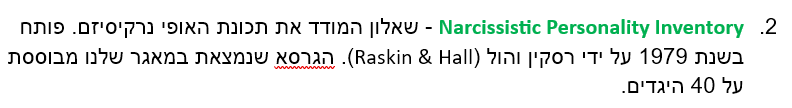 2. Narcissistic Personality Inventory - שאלון המודד את תכונת האופי נרקיסיזם. פותח
בשנת 1979 על ידי רסקין והול (Raskin & Hall). הגרסא שנמצאת במאגר שלנו מבוססת
על 40 היגדים.